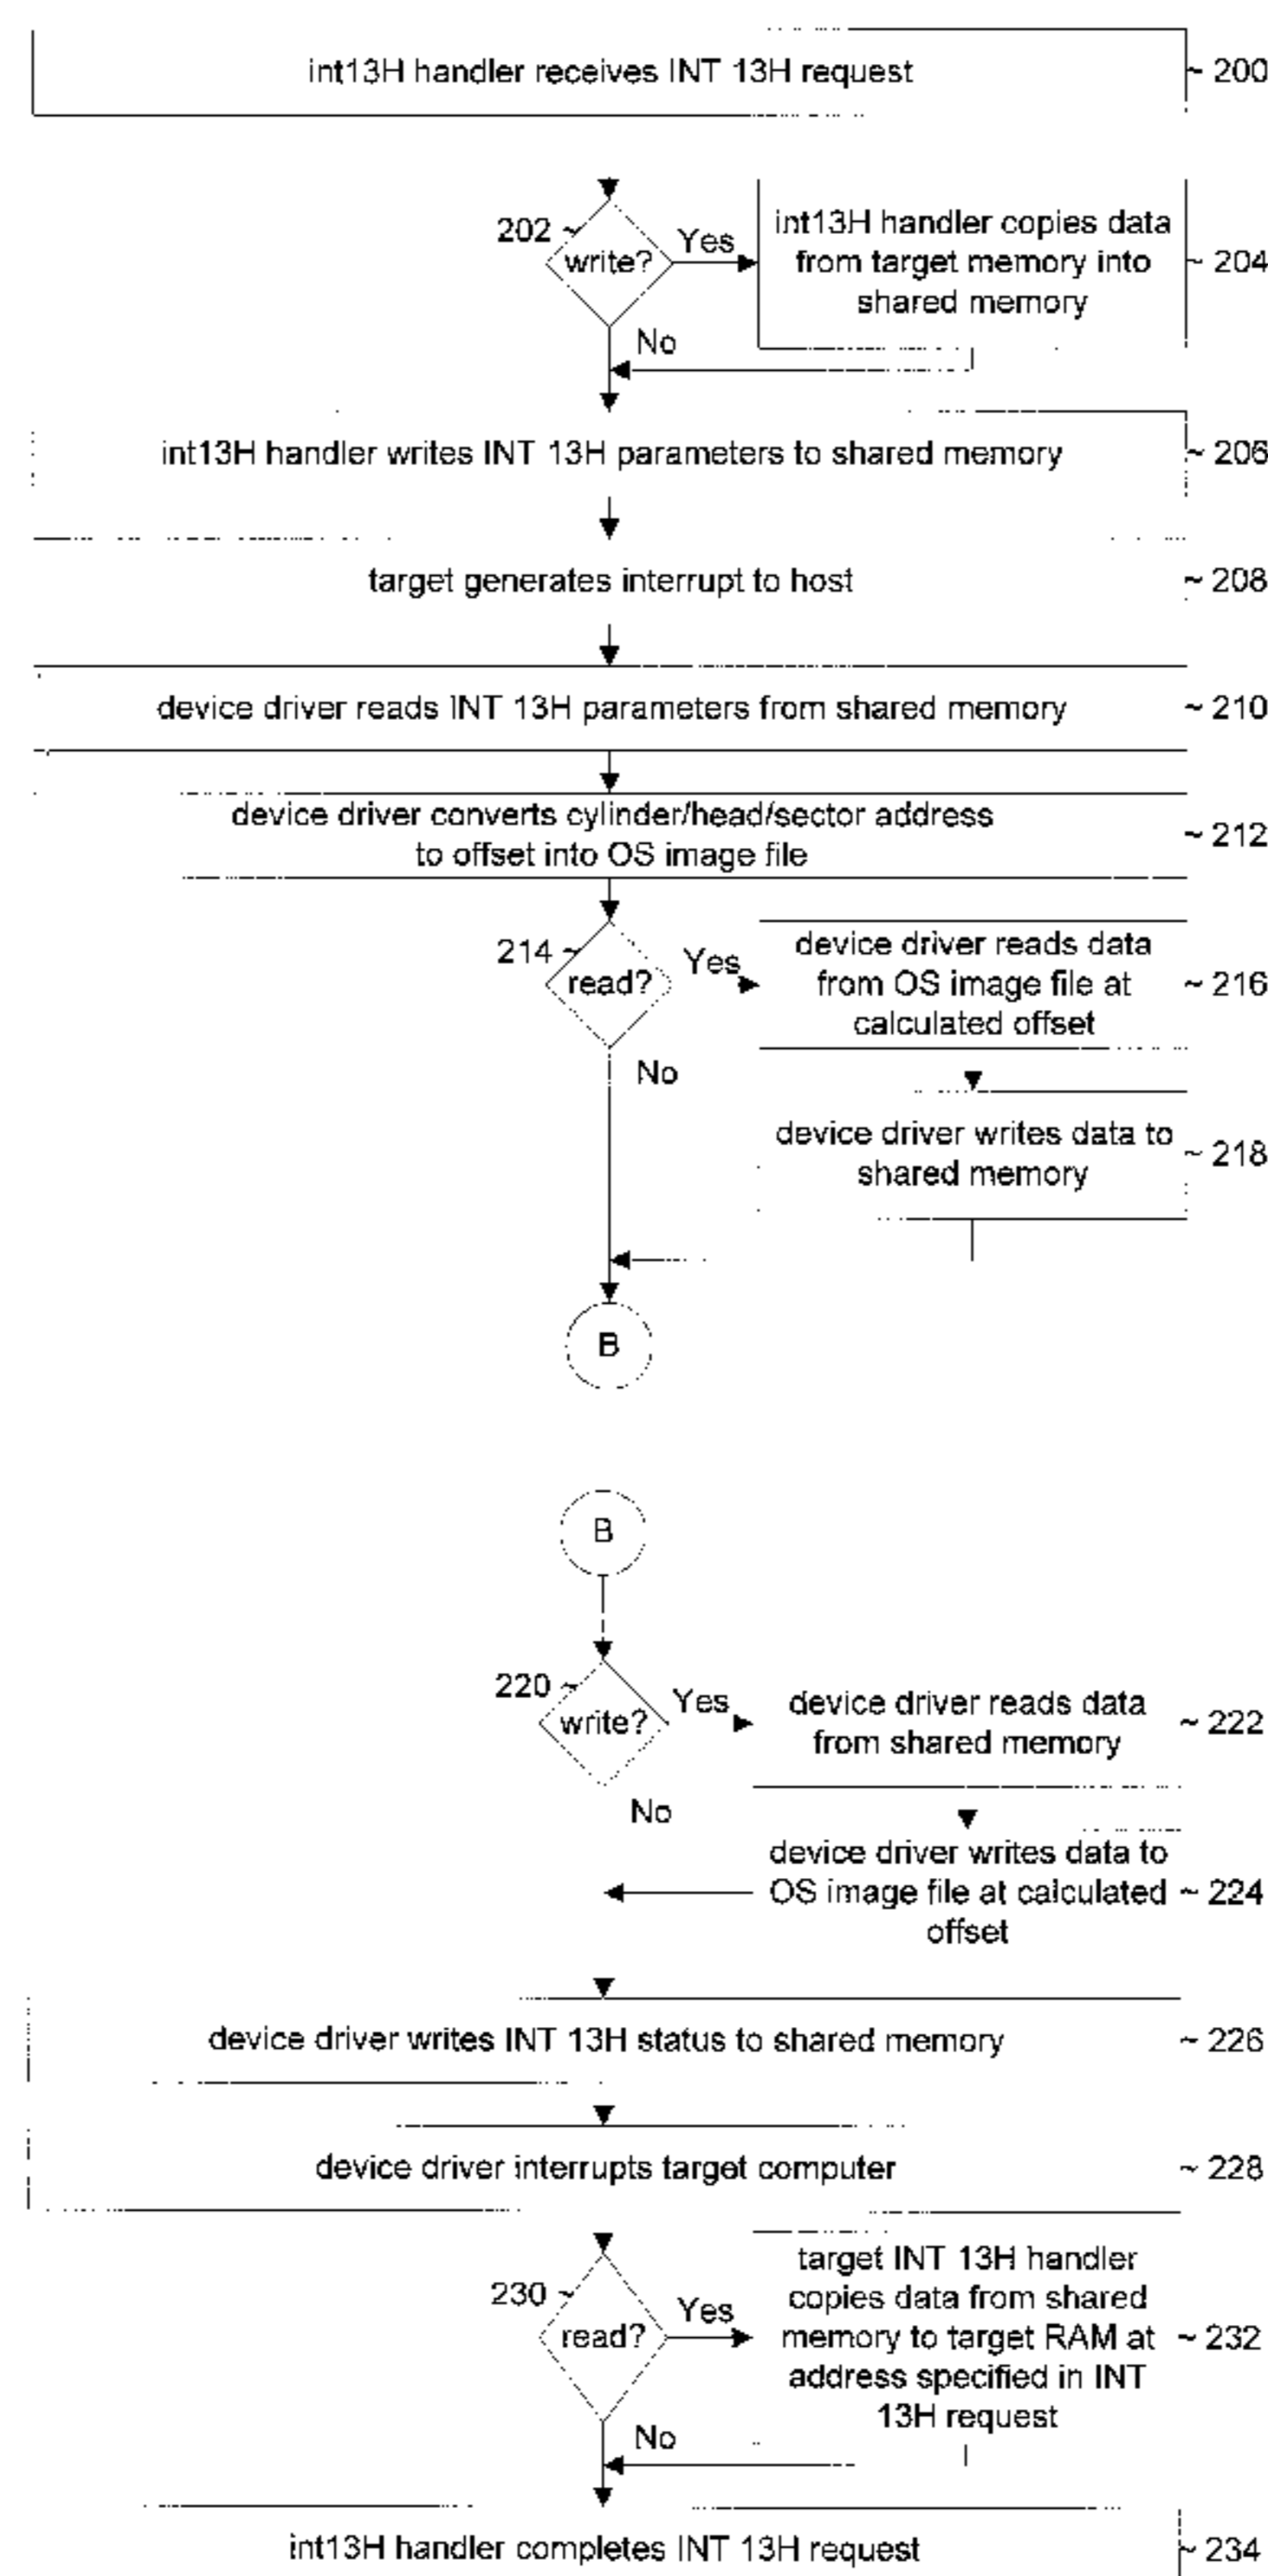 int13H handler receives INT 13H request
~ 200
202 ~
write?
Yes
int13H handler copies data
from target memory into
shared memory
~ 204
No
int13H handler writes INT 13H parameters to shared memory
~ 206
target generates interrupt to host
~ 208
device driver reads INT 13H parameters from shared memory
~ 210
device driver converts cylinder/head/sector address
to offset into OS image file
~ 212
214 ~
read?
Yes
device driver reads data
from OS image file at
calculated offset
~ 216
No
device driver writes data to
shared memory
~ 218
B
B
220 ~
write?
Yes
device driver reads data
from shared memory
~ 222
No
device driver writes data to
OS image file at calculated
offset
~ 224
device driver writes INT 13H status to shared memory
~ 226
device driver interrupts target computer
~ 228
230 ~
read?
Yes
target INT 13H handler
copies data from shared
memory to target RAM at
address specified in INT
13H request
~ 232
No
int13H handler completes INT 13H request
~ 234